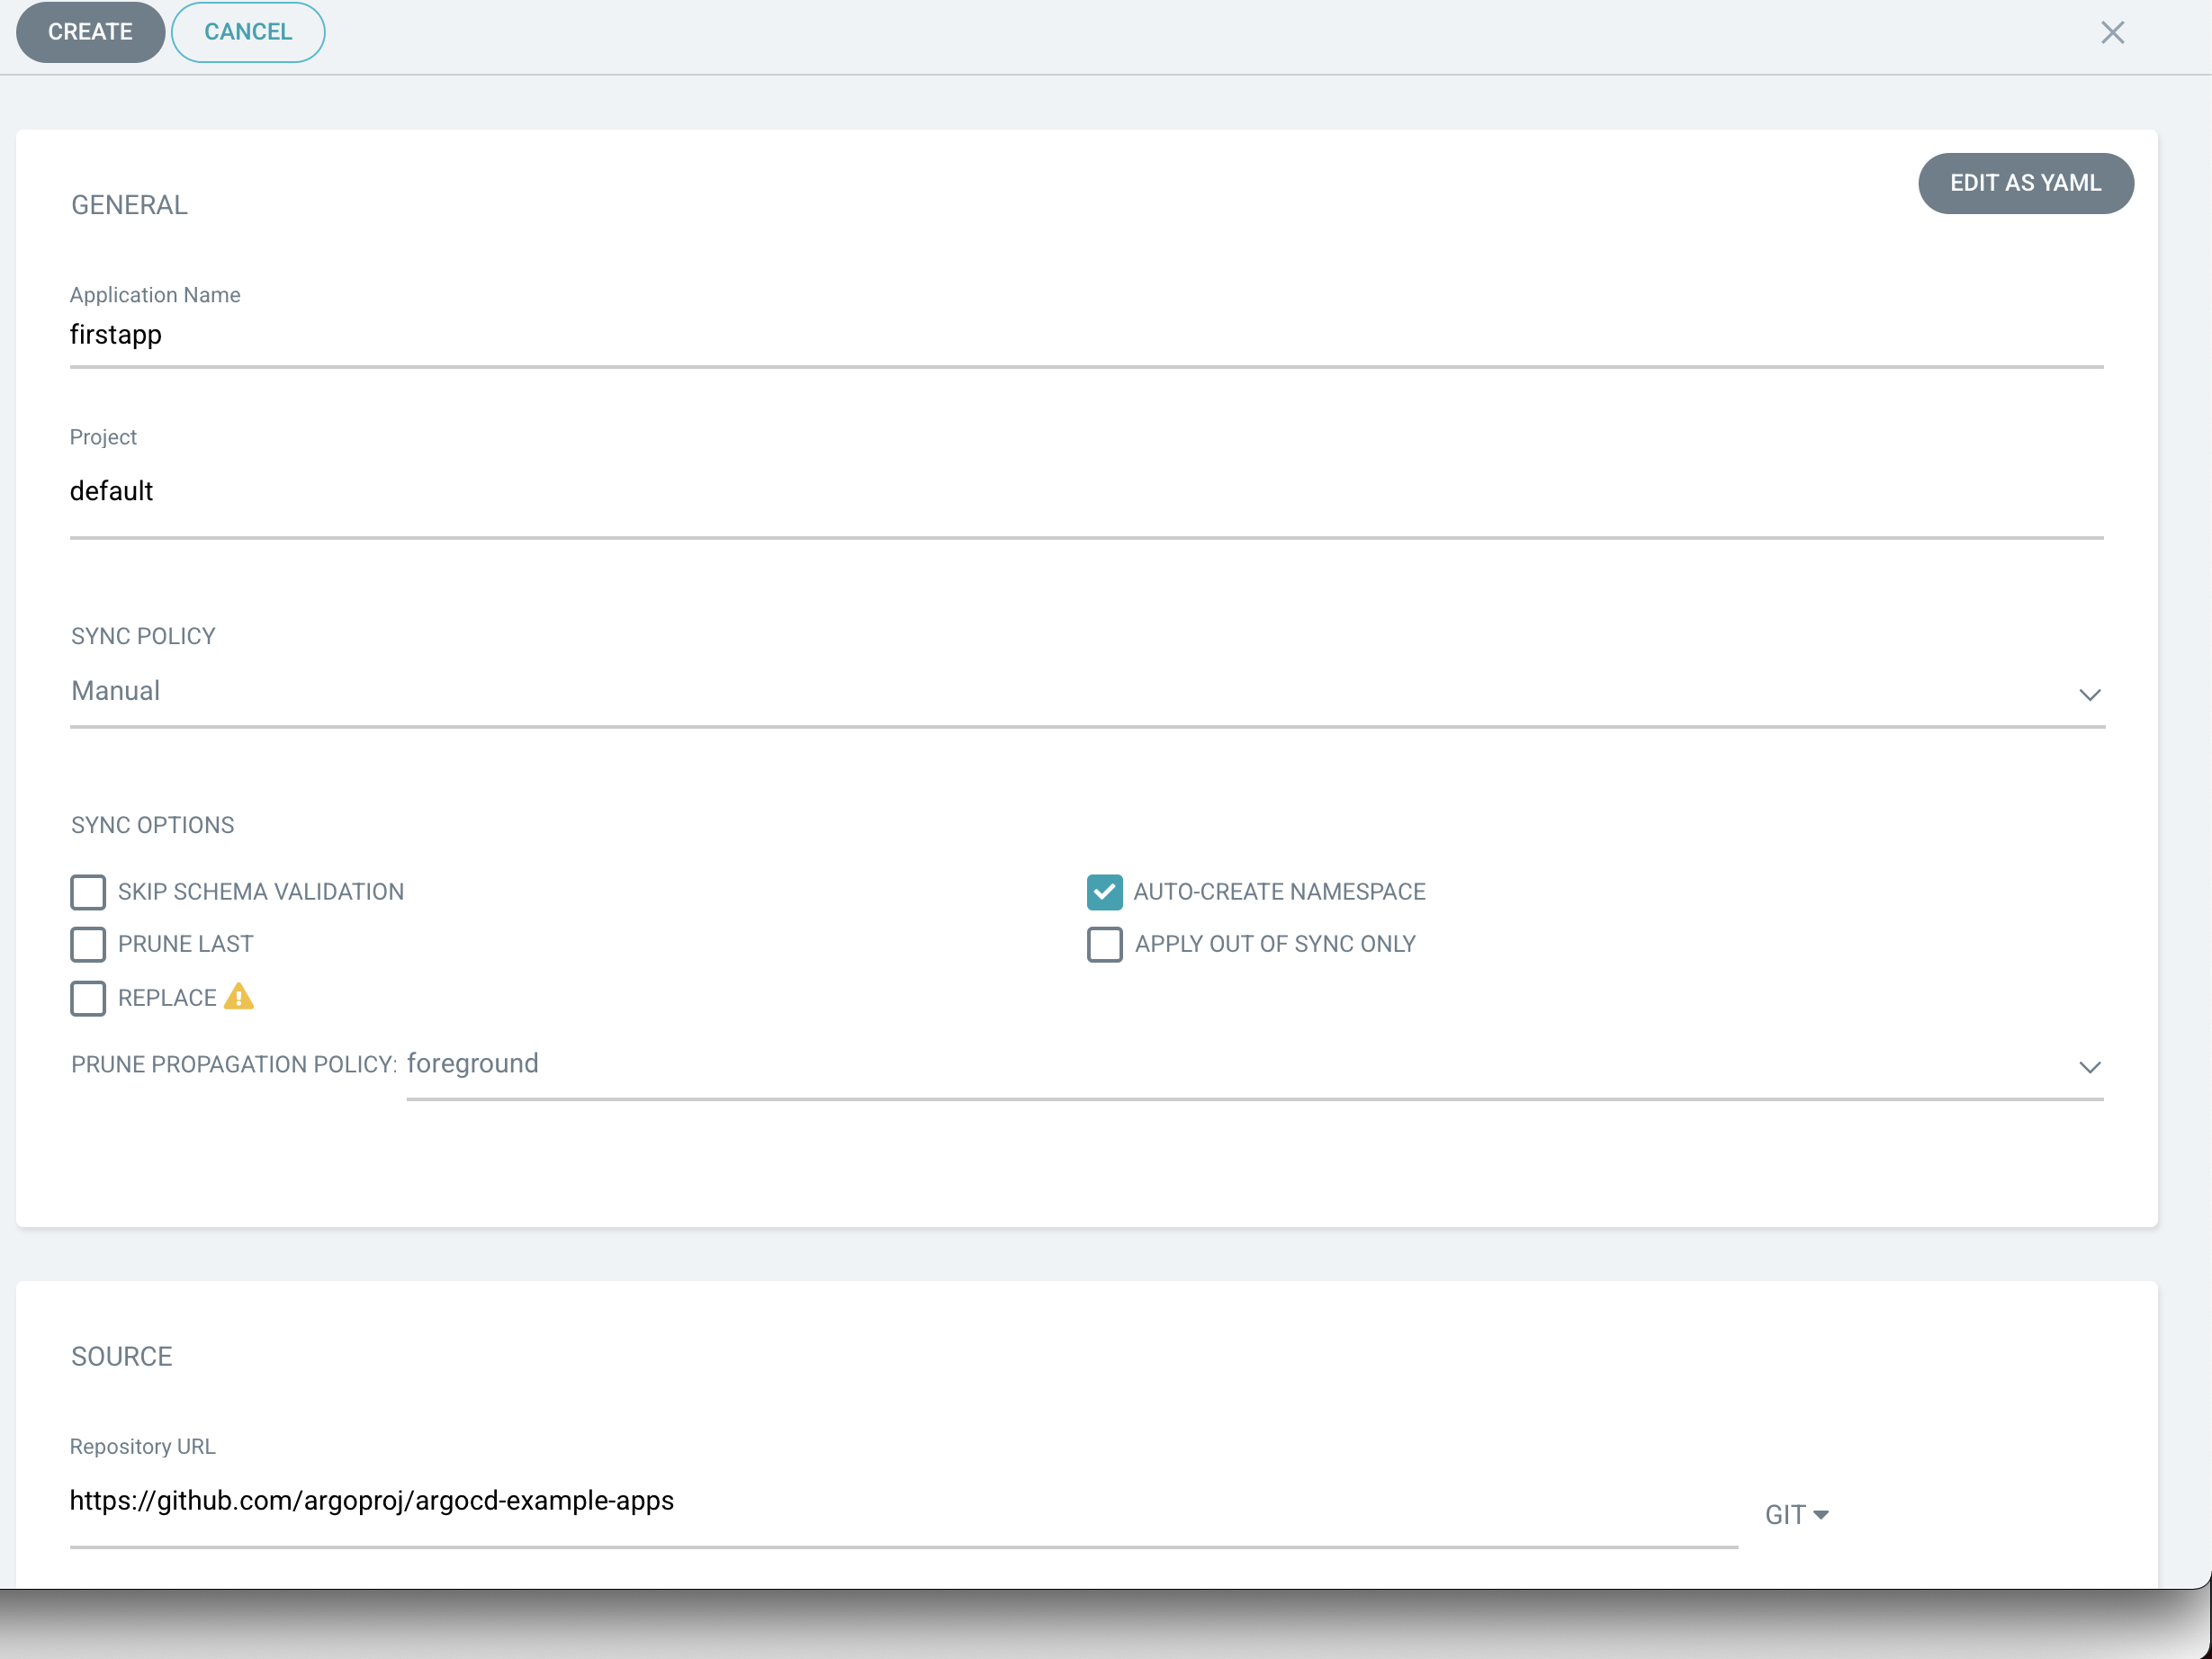 CREATE CANCEL
EDIT AS YAML
GENERAL
Application Name
firstapp
Project
default
SYNC POLICY
Manual
SYNC OPTIONS
SKIP SCHEMA VALIDATION AUTO-CREATE NAMESPACE
PRUNE LAST APPLY OUT OF SYNC ONLY
REPLACE
PRUNE PROPAGATION POLICY: foreground
SOURCE
Repository URL
https://github.com/argoproj/argocd-example-apps
GIT